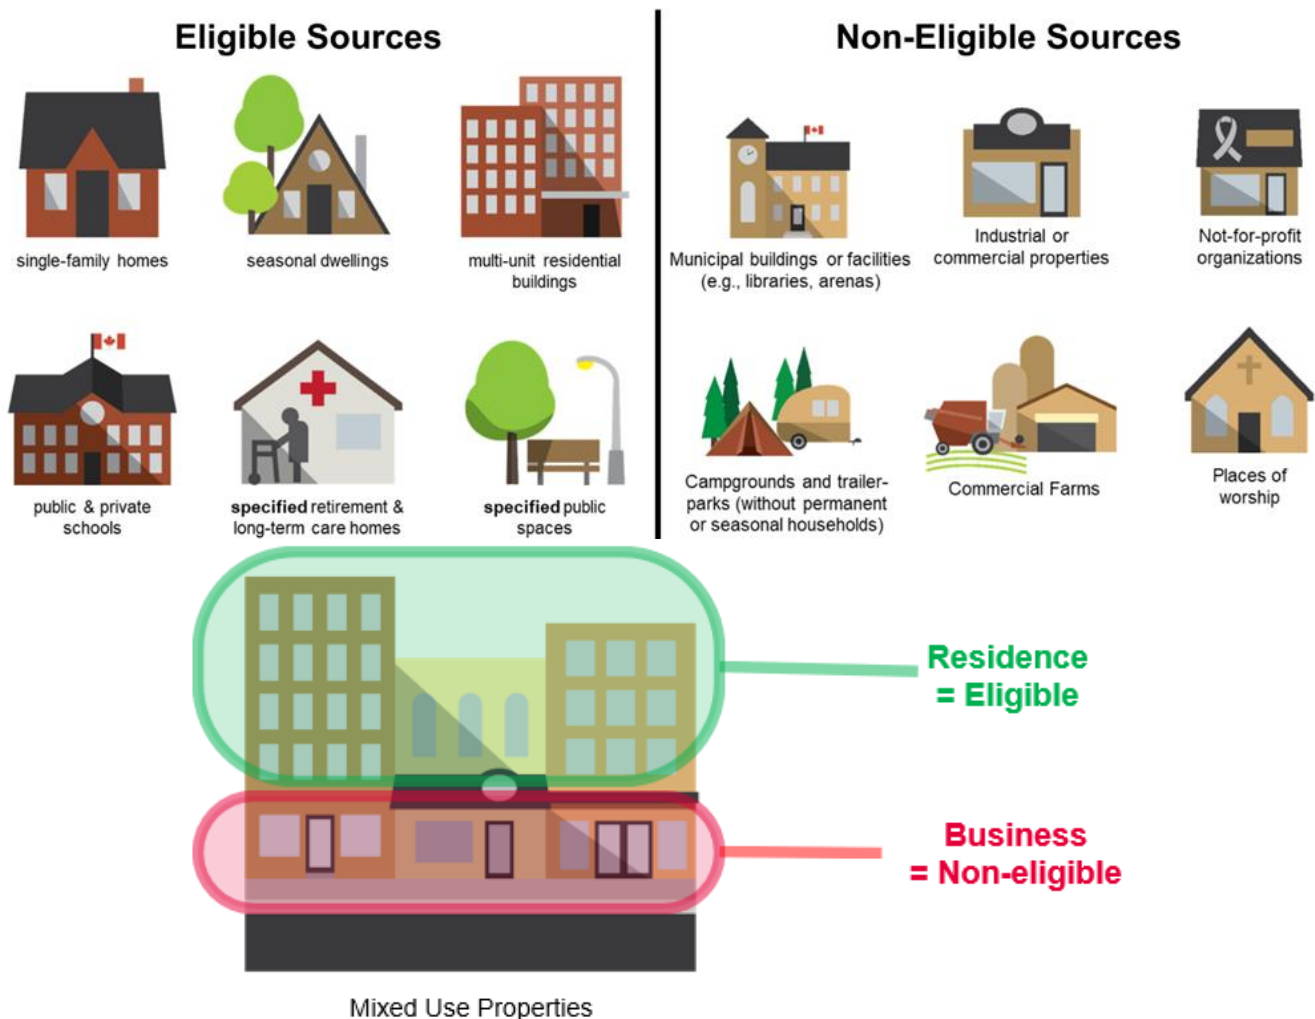 Eligible Sources
Non-Eligible Sources
single-family homes
seasonal dwellings
multi-unit residential
buildings
Municipal buildings or facilities
(e.g., libraries, arenas)
Industrial or
commercial properties
Not-for-profit
organizations
public & private
schools
specified retirement &
long-term care homes
specified public
spaces
Campgrounds and trailer-
parks (without permanent
or seasonal households)
Commercial Farms
Places of
worship
Residence
= Eligible
Business
= Non-eligible
Mixed Use Properties